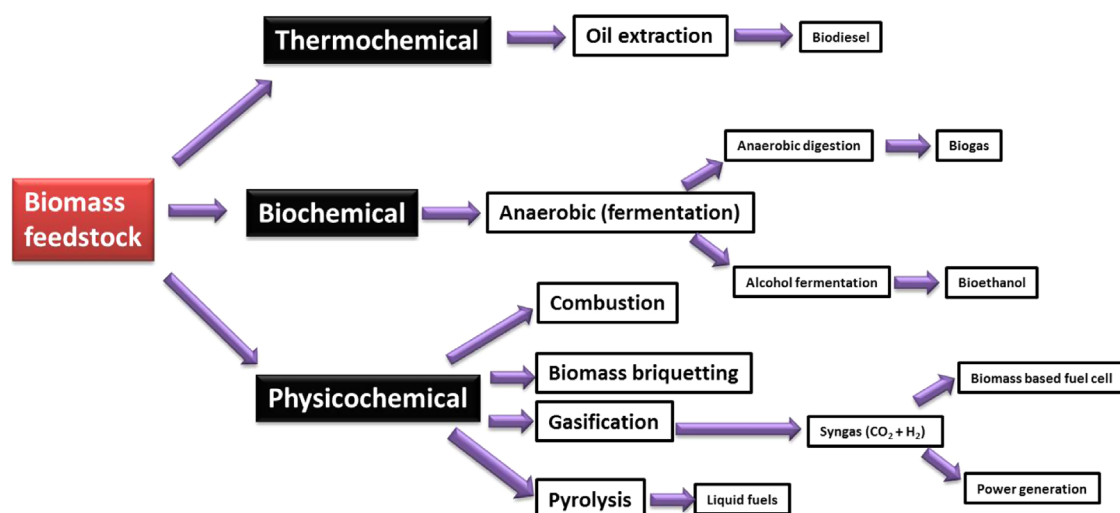 Thermochemical
Oil extraction
Biodiesel
Biomass
feedstock
Biochemical
Anaerobic (fermentation)
Anaerobic digestion
Biogas
Alcohol fermentation
Bioethanol
Physicochemical
Combustion
Biomass briquetting
Gasification
Syngas (CO₂ + H₂)
Biomass based fuel cell
Power generation
Pyrolysis
Liquid fuels